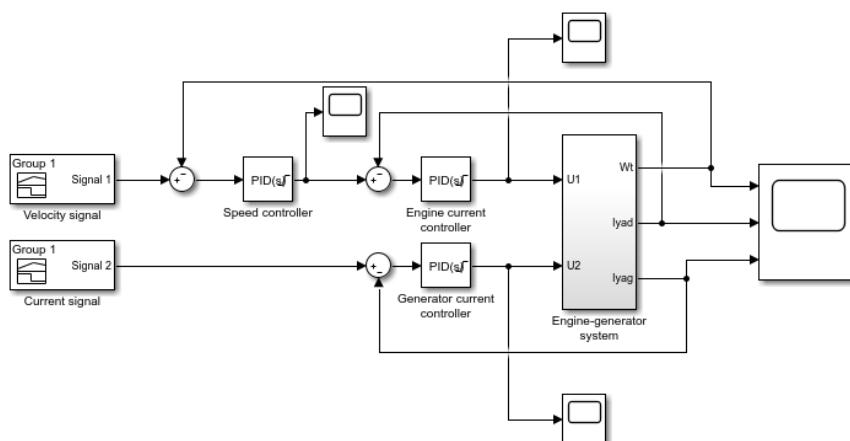 Group 1
Signal 1
Velocity signal
PID(s)
Speed controller
PID(s)
Engine current
controller
U1
U2
Wt
Iyad
Iyag
Engine-generator
system
Group 1
Signal 2
Current signal
PID(s)
Generator current
controller